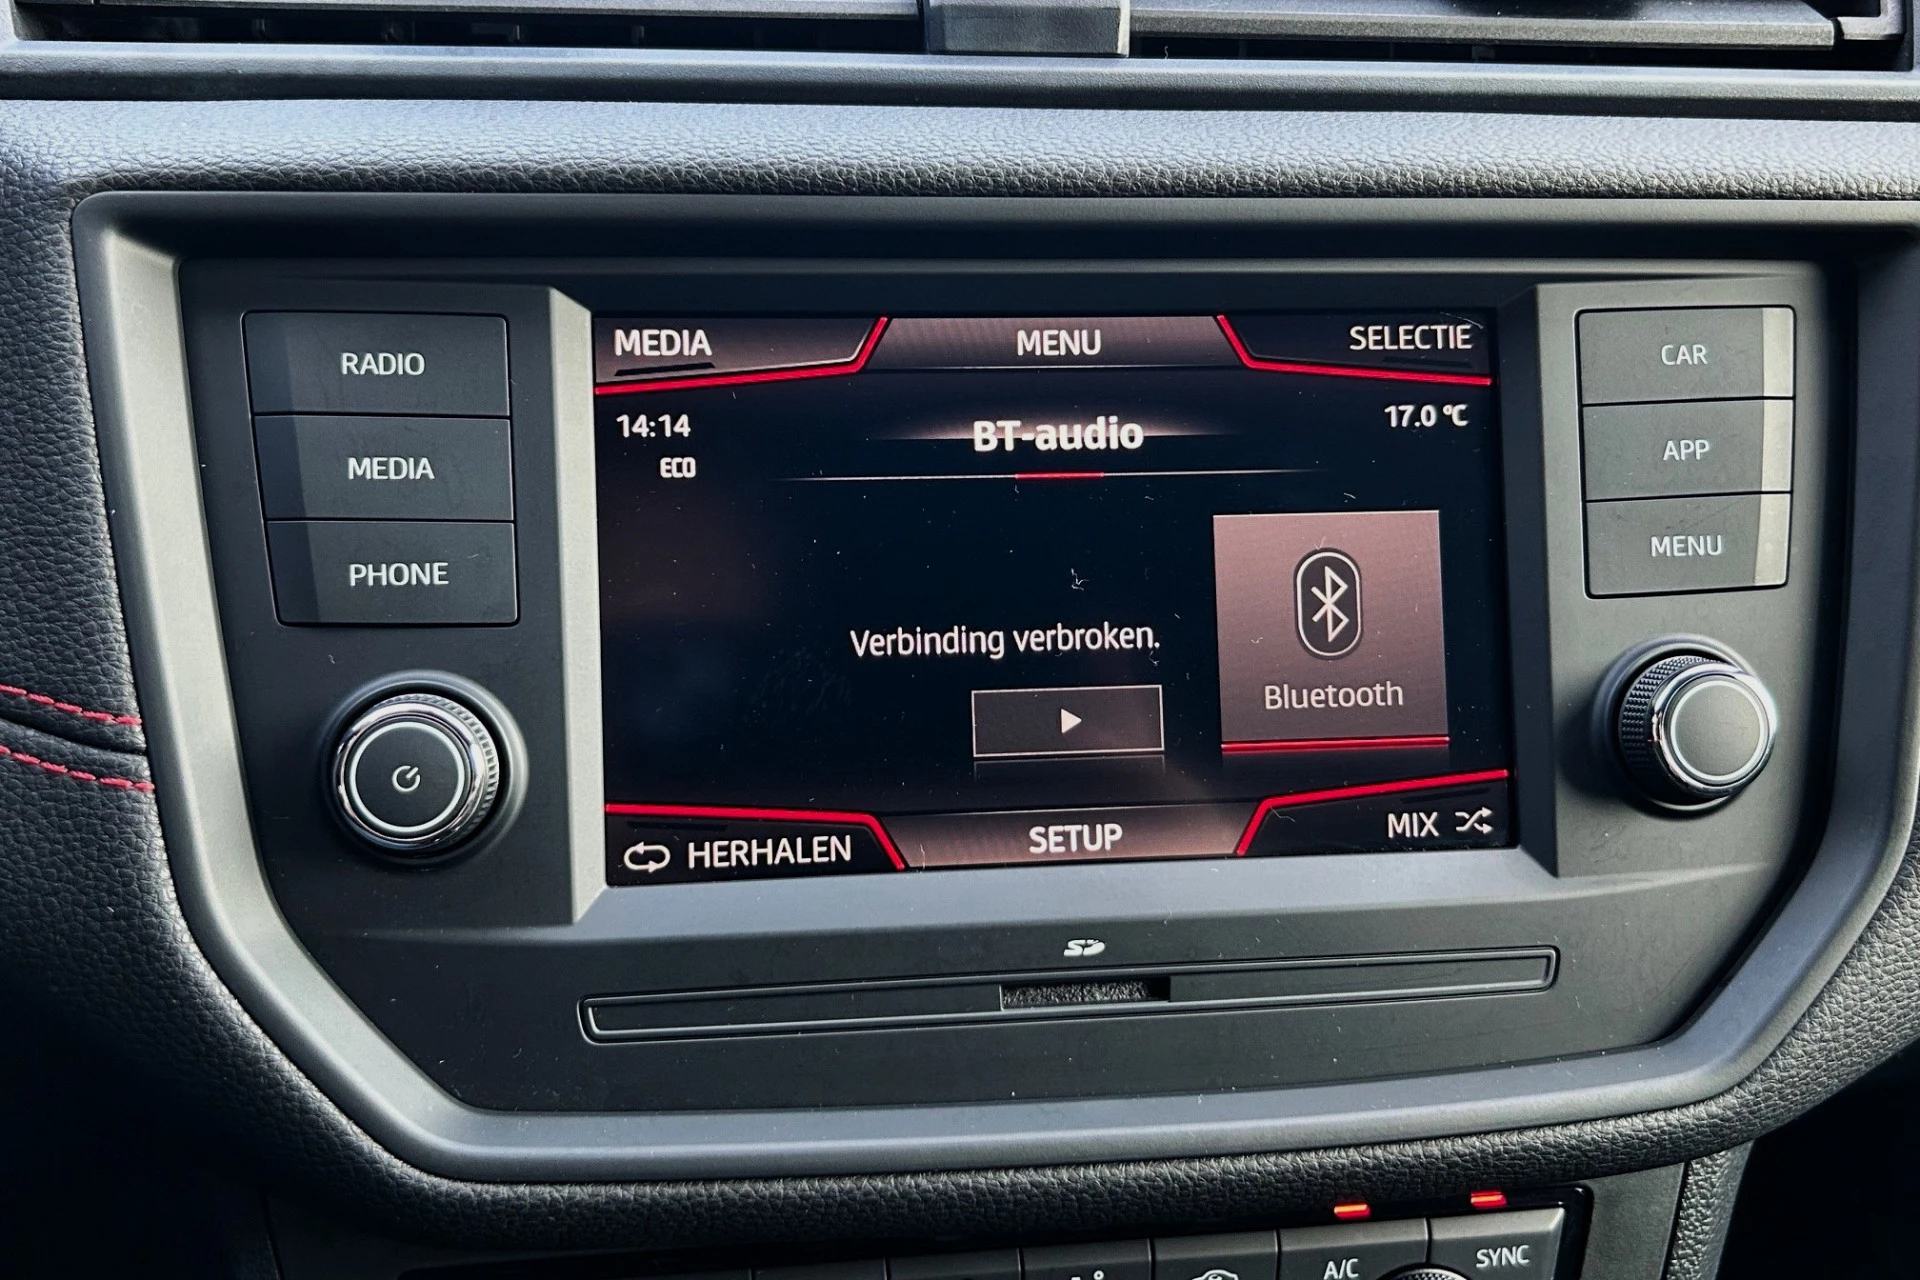 RADIO
MEDIA
PHONE
MEDIA
MENU
SELECTIE
14:14
ECO
BT-audio
17.0 °C
Verbinding verbroken.
Bluetooth
HERHALEN
SETUP
MIX
CAR
APP
MENU
SD
A/C
SYNC